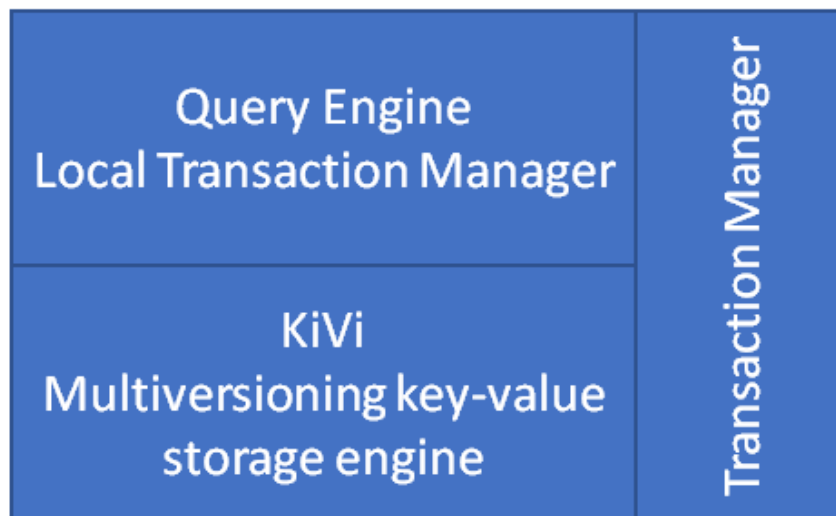 Query Engine
Local Transaction Manager
KiVi
Multiversioning key-value
storage engine
Transaction Manager